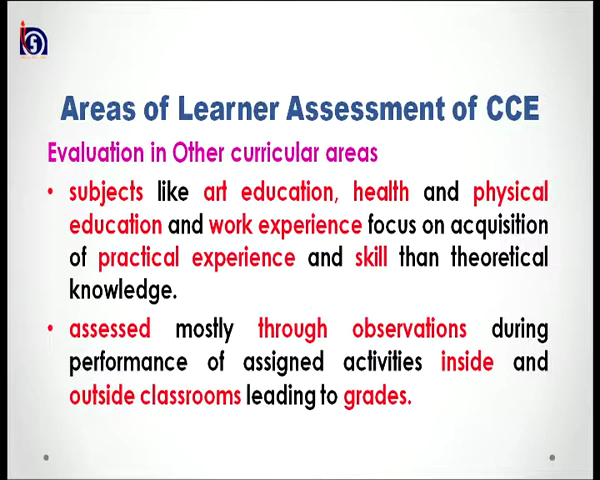 Areas of Learner Assessment of CCE
Evaluation in Other curricular areas
• subjects like art education, health and physical
education and work experience focus on acquisition
of practical experience and skill than theoretical
knowledge.
• assessed mostly through observations during
performance of assigned activities inside and
outside classrooms leading to grades.